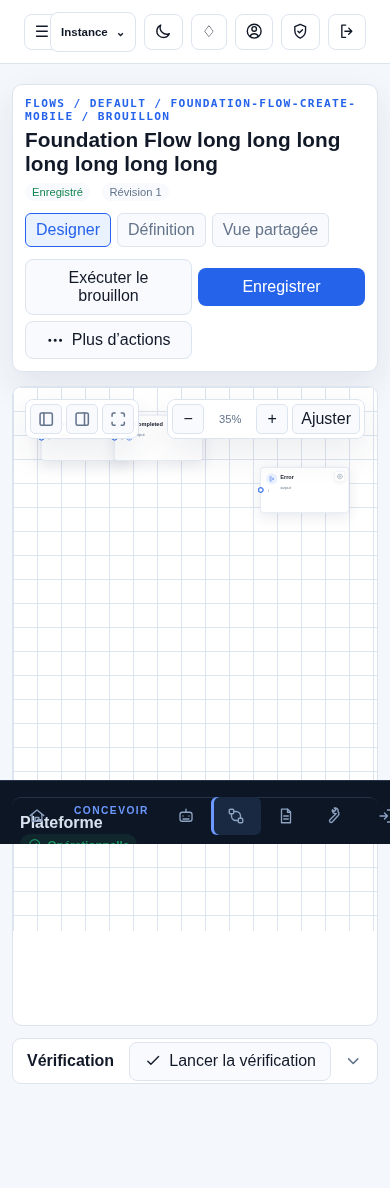 Instance
FLOWS / DEFAULT / FOUNDATION-FLOW-CREATE-
MOBILE / BROUILLON
Foundation Flow long long long
long long long long
Enregistré Révision 1
Designer Définition Vue partagée
Exécuter le
brouillon
Enregistrer
Plus d’actions
− 35% + Ajuster
Error
output
CONCEVOIR
Plateforme
Opérationnelle
Vérification Lancer la vérification